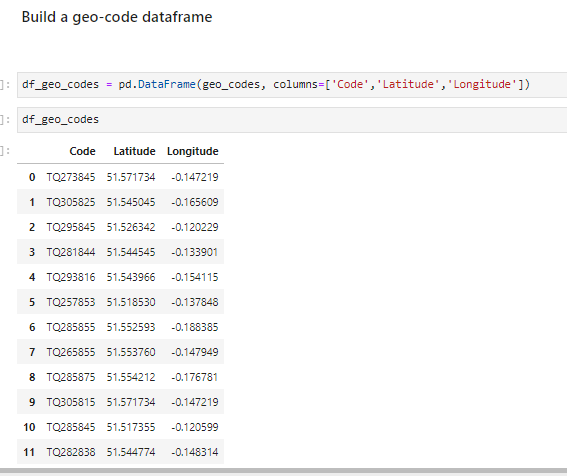 Build a geo-code dataframe
]: df_geo_codes = pd.DataFrame(geo_codes, columns=['Code','Latitude','Longitude'])
]: df_geo_codes
]: Code Latitude Longitude
0 TQ273845 51.571734 -0.147219
1 TQ305825 51.545045 -0.165609
2 TQ295845 51.526342 -0.120229
3 TQ281844 51.544545 -0.133901
4 TQ293816 51.543966 -0.154115
5 TQ257853 51.518530 -0.137848
6 TQ285855 51.552593 -0.188385
7 TQ265855 51.553760 -0.147949
8 TQ285875 51.554212 -0.176781
9 TQ305815 51.571734 -0.147219
10 TQ285845 51.517355 -0.120599
11 TQ282838 51.544774 -0.148314